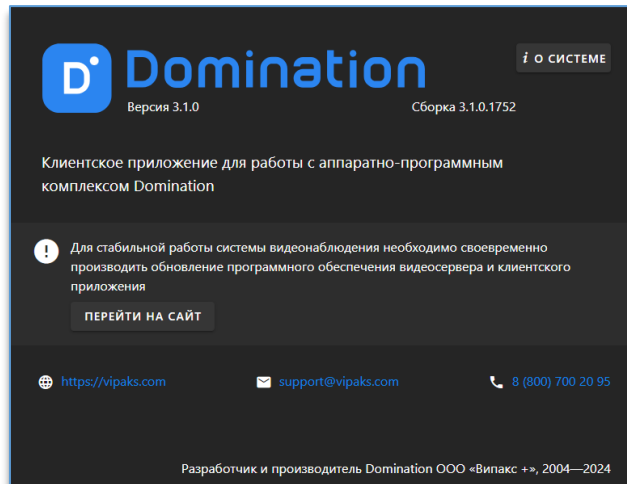 D
Domination
i О СИСТЕМЕ
Версия 3.1.0
Сборка 3.1.0.1752
Клиентское приложение для работы с аппаратно-программным
комплексом Domination
Для стабильной работы системы видеонаблюдения необходимо своевременно
производить обновление программного обеспечения видеосервера и клиентского
приложения
ПЕРЕЙТИ НА САЙТ
https://vipaks.com
support@vipaks.com
8 (800) 700 20 95
Разработчик и производитель Domination ООО «Випакс +», 2004—2024